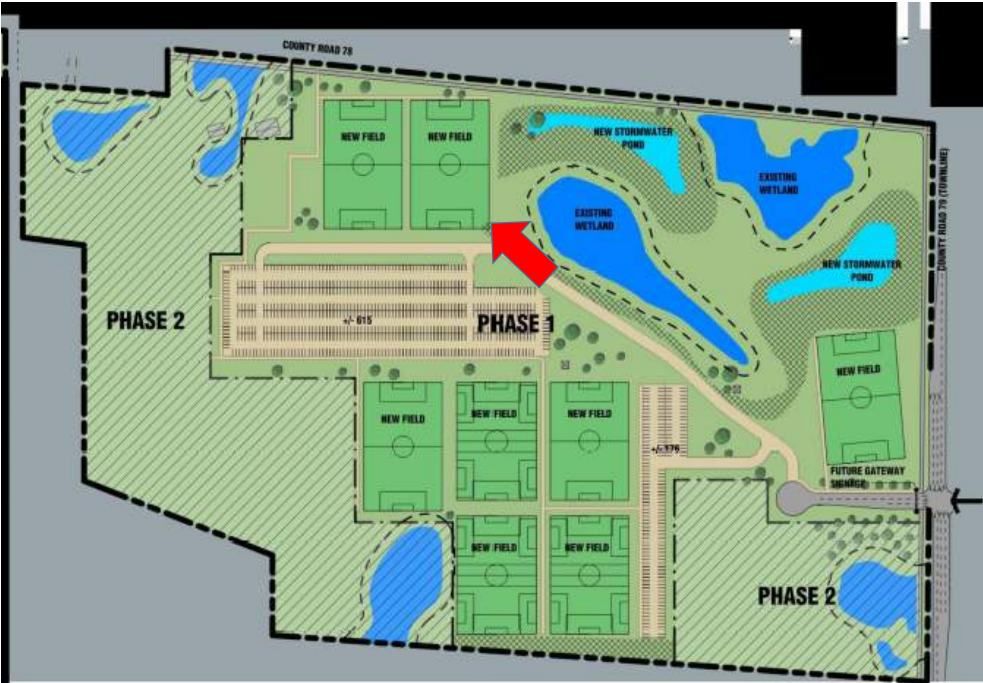 COUNTY ROAD 78
NEW FIELD
NEW FIELD
NEW STORMWATER
POND
EXISTING
WETLAND
COUNTY ROAD 79 (TOWNLINE)
EXISTING
WETLAND
NEW STORMWATER
POND
PHASE 2
+/- 615
PHASE 1
NEW FIELD
NEW FIELD
NEW FIELD
NEW FIELD
+/- 176
FUTURE GATEWAY
SIGNAGE
NEW FIELD
NEW FIELD
PHASE 2